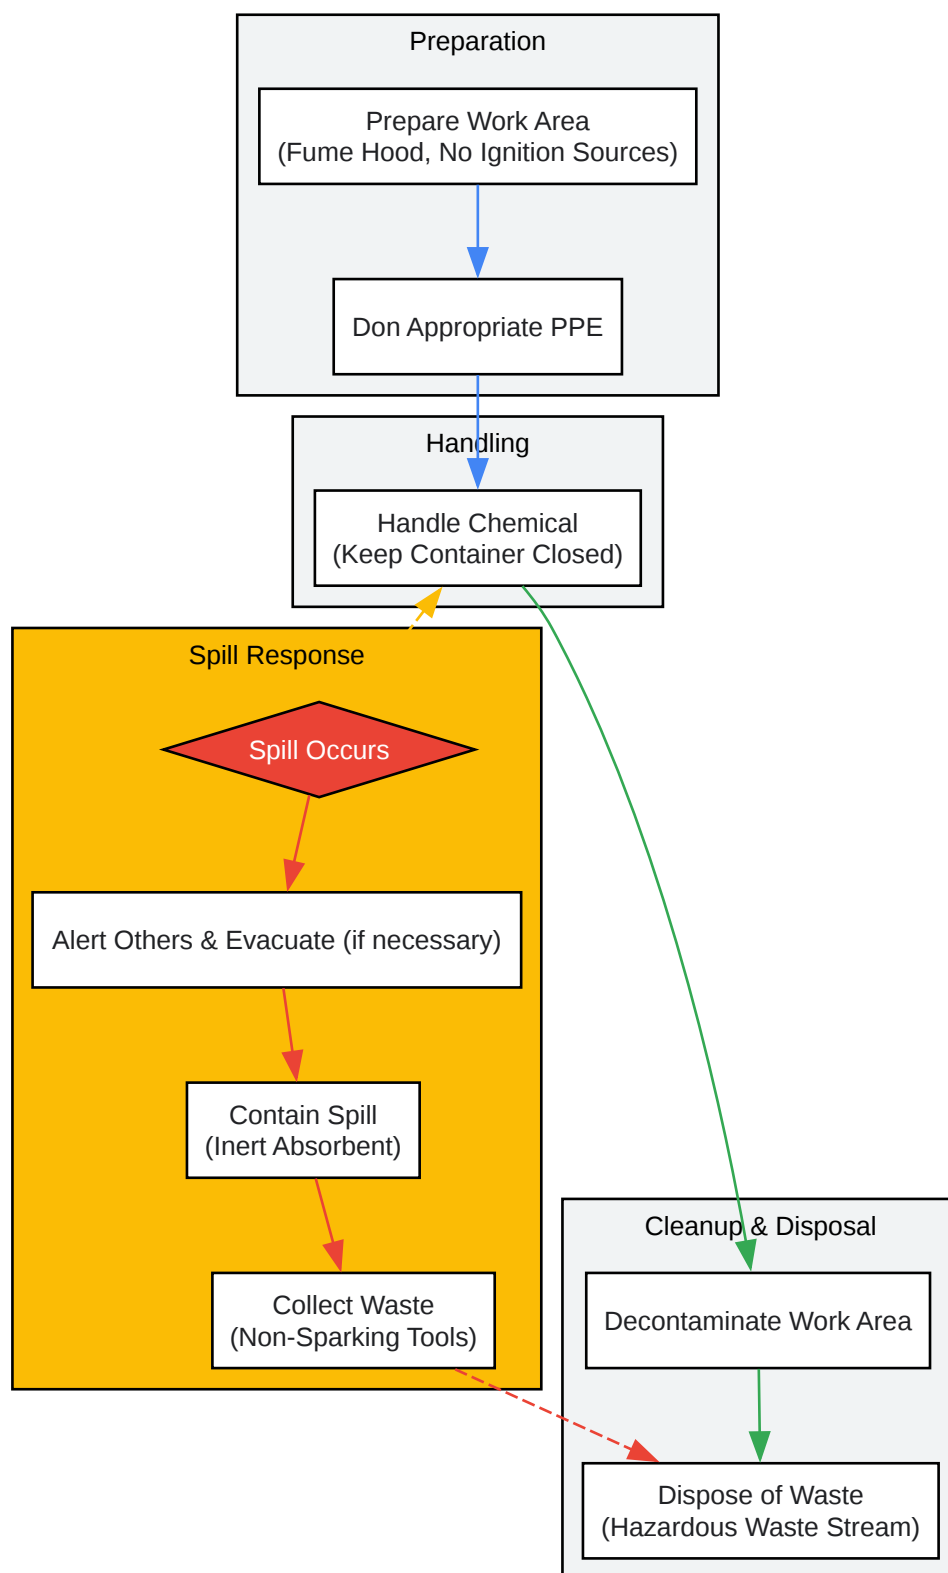 Preparation
Prepare Work Area
(Fume Hood, No Ignition Sources)
Don Appropriate PPE
Handling
Handle Chemical
(Keep Container Closed)
Spill Response
Spill Occurs
Alert Others & Evacuate (if necessary)
Contain Spill
(Inert Absorbent)
Collect Waste
(Non-Sparking Tools)
Cleanup & Disposal
Decontaminate Work Area
Dispose of Waste
(Hazardous Waste Stream)